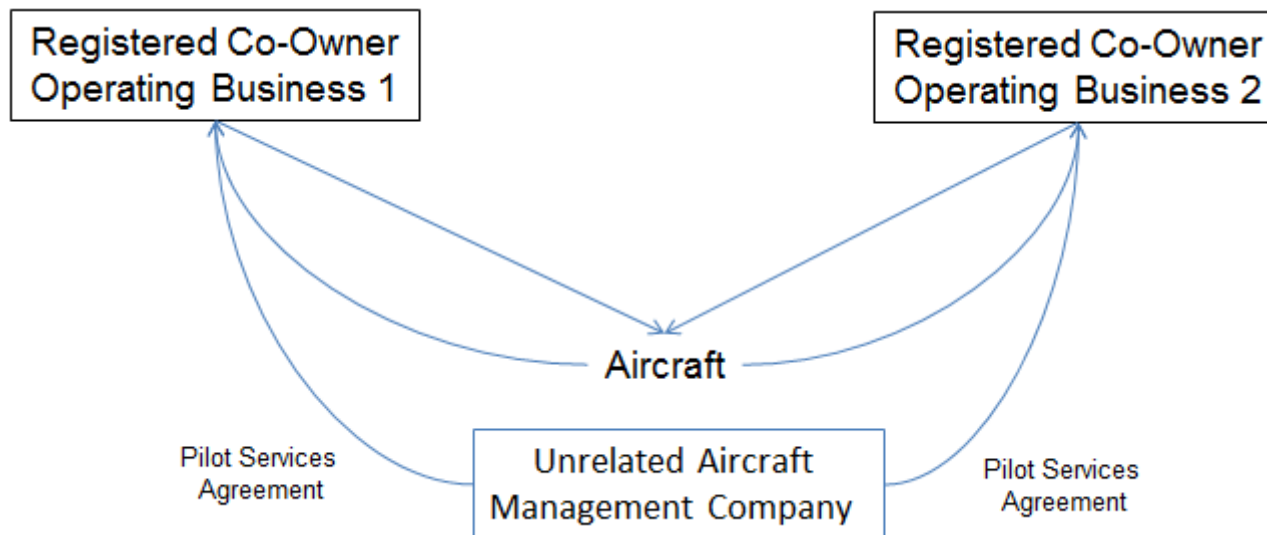 Registered Co-Owner
Operating Business 1
Registered Co-Owner
Operating Business 2
Aircraft
Pilot Services
Agreement
Unrelated Aircraft
Management Company
Pilot Services
Agreement